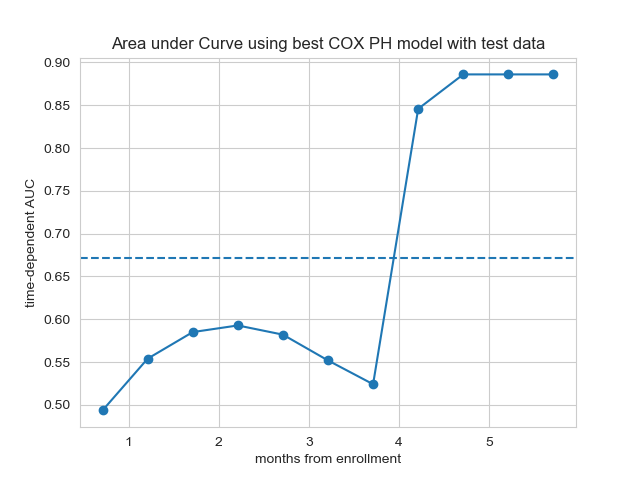 Area under Curve using best COX PH model with test data
0.90
0.85
0.80
0.75
0.70
0.65
0.60
0.55
0.50
time-dependent AUC
1 2 3 4 5
months from enrollment